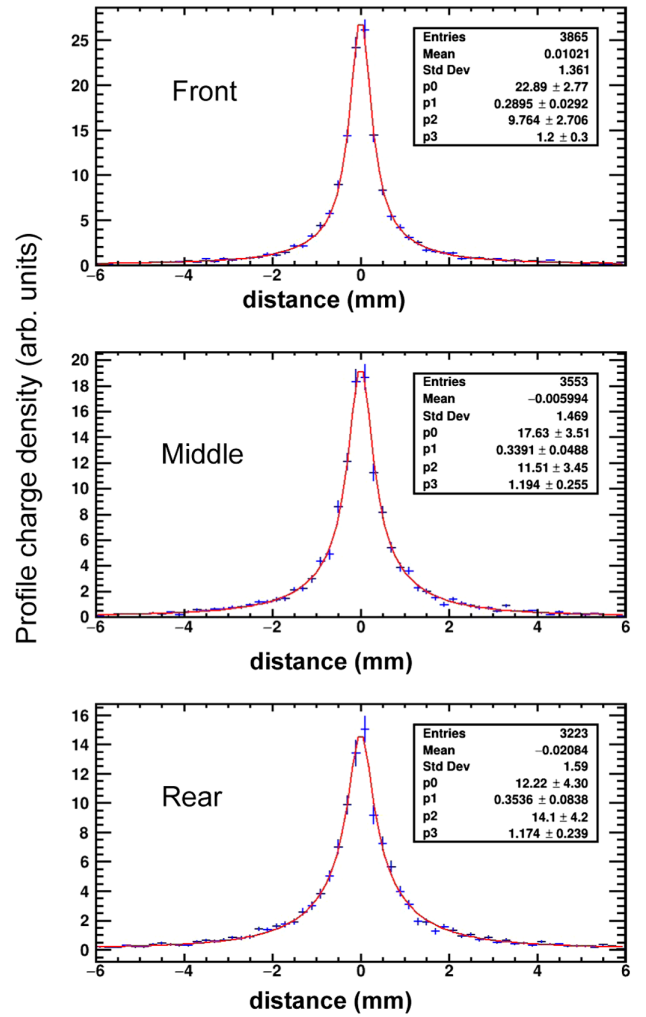 Profile charge density (arb. units)
Front
25
20
15
10
5
0
−6 −4 −2 0 2 4 6
distance (mm)
Entries 3865
Mean 0.01021
Std Dev 1.361
p0 22.89 ± 2.77
p1 0.2895 ± 0.0292
p2 9.764 ± 2.706
p3 1.2 ± 0.3
Middle
20
18
16
14
12
10
8
6
4
2
0
−6 −4 −2 0 2 4 6
distance (mm)
Entries 3553
Mean −0.005994
Std Dev 1.469
p0 17.63 ± 3.51
p1 0.3391 ± 0.0488
p2 11.51 ± 3.45
p3 1.194 ± 0.255
Rear
16
14
12
10
8
6
4
2
0
−6 −4 −2 0 2 4 6
distance (mm)
Entries 3223
Mean −0.02084
Std Dev 1.59
p0 12.22 ± 4.30
p1 0.3536 ± 0.0838
p2 14.1 ± 4.2
p3 1.174 ± 0.239